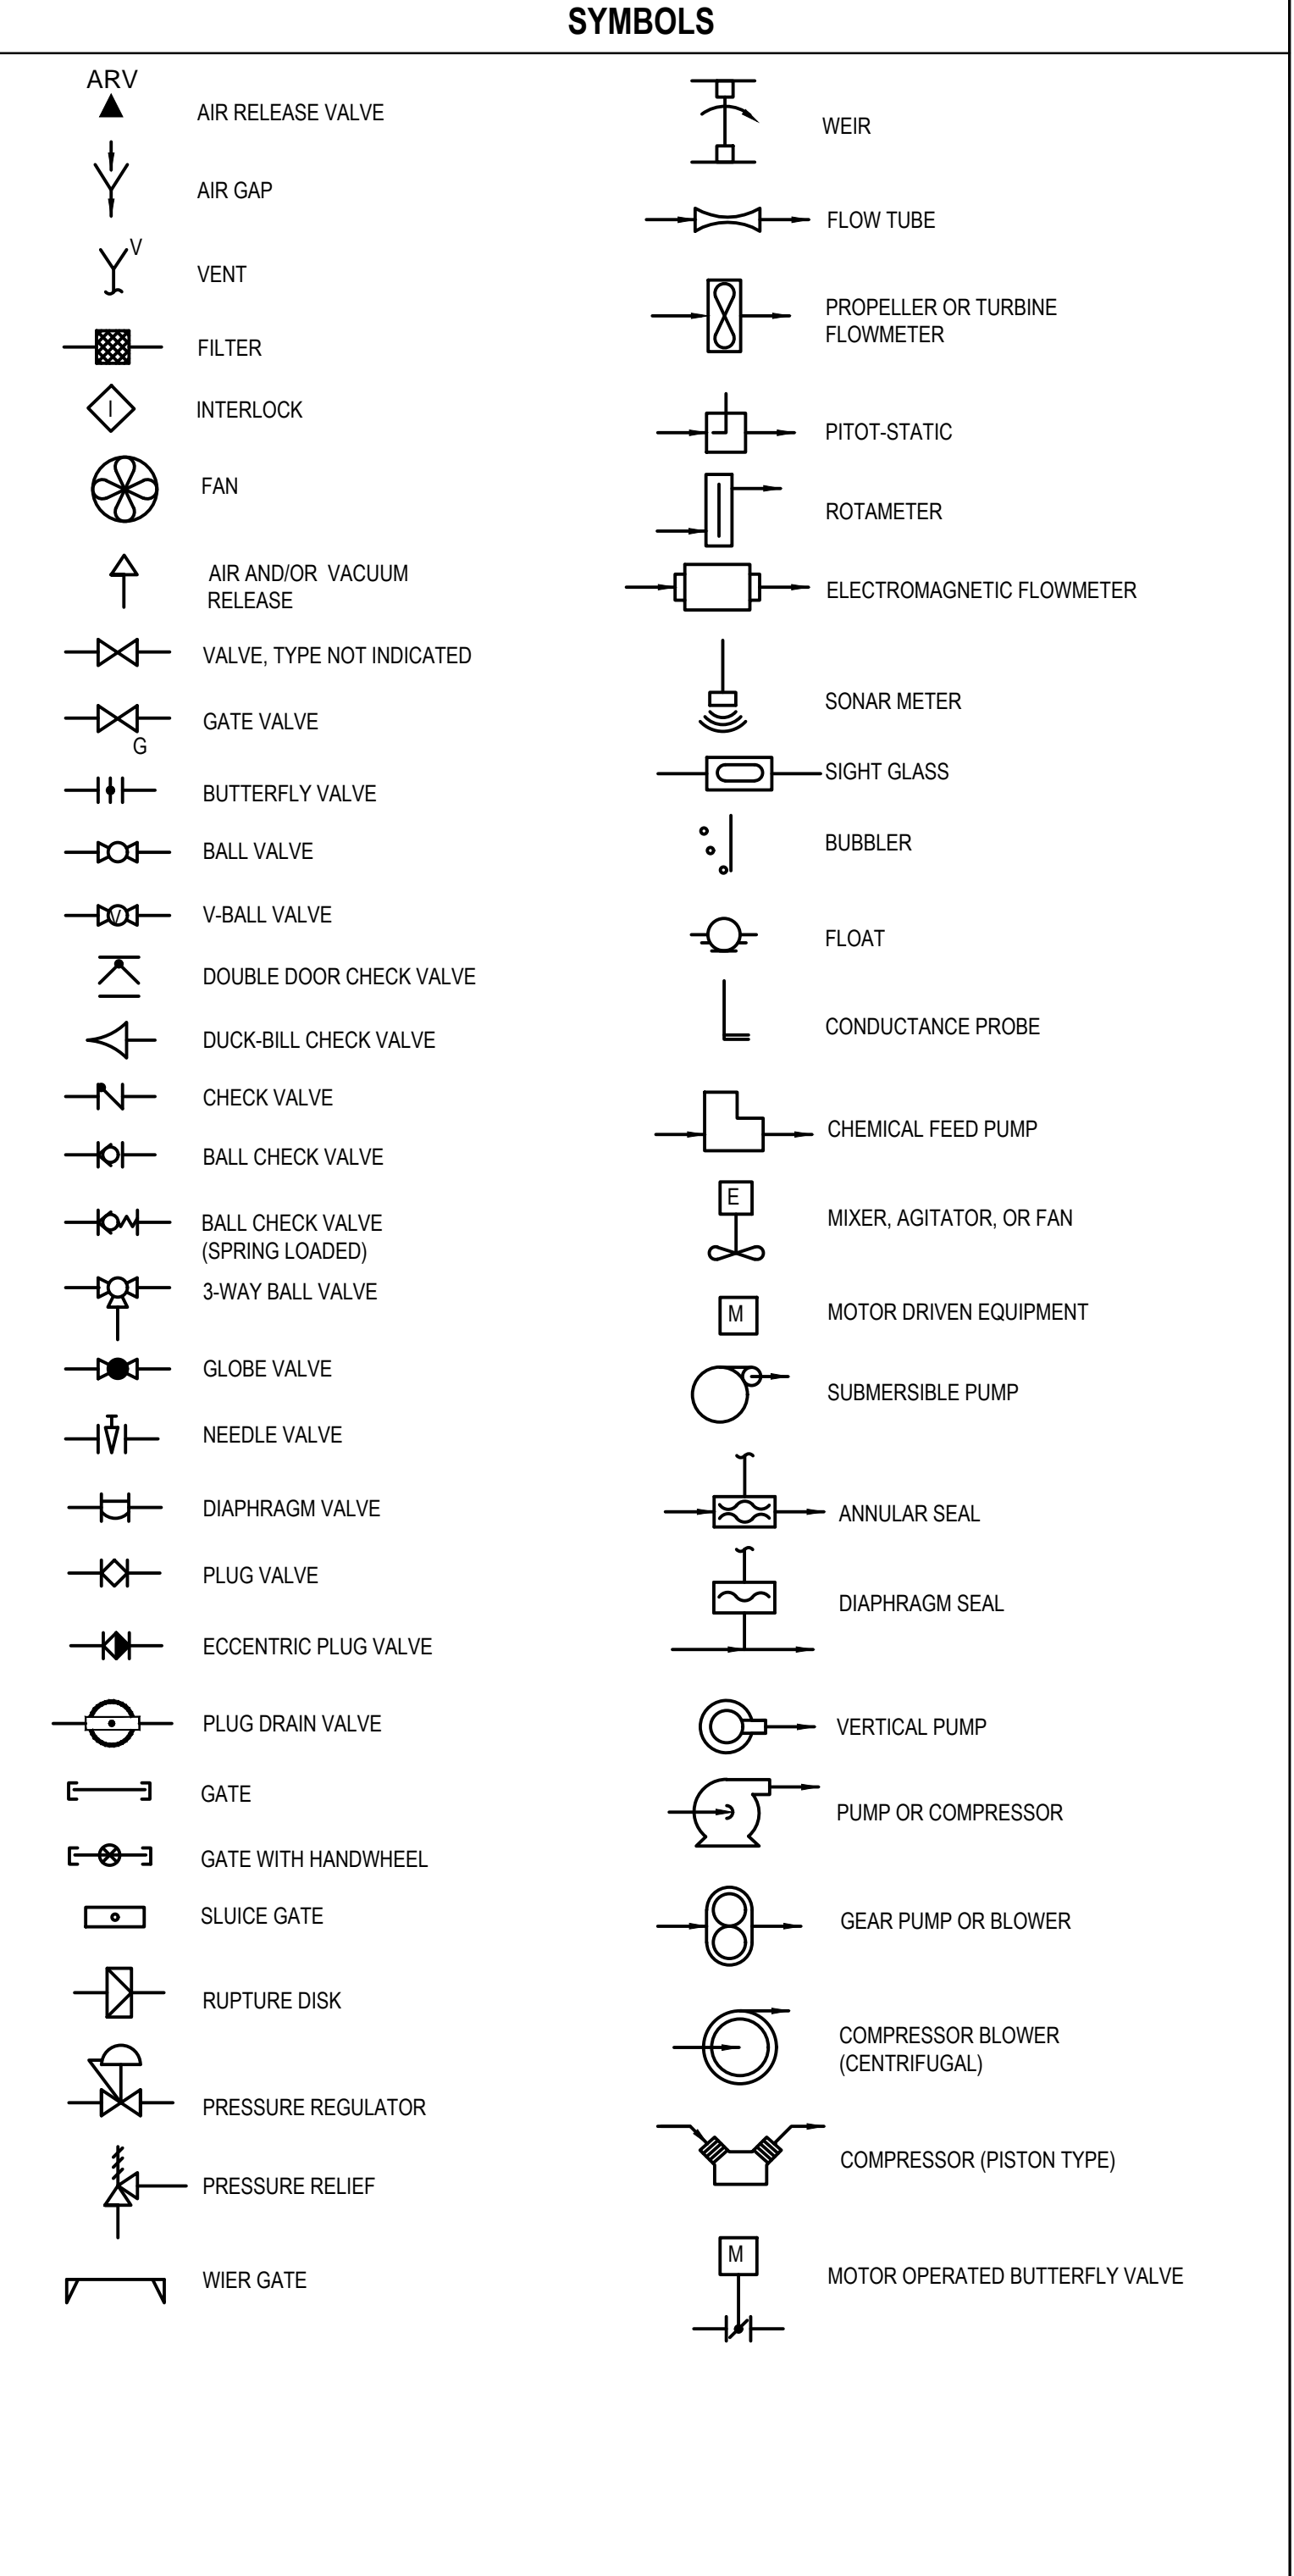 SYMBOLS
ARV
AIR RELEASE VALVE
AIR GAP
V
VENT
FILTER
I
INTERLOCK
FAN
AIR AND/OR VACUUM
RELEASE
VALVE, TYPE NOT INDICATED
GATE VALVE
G
BUTTERFLY VALVE
BALL VALVE
V
V-BALL VALVE
DOUBLE DOOR CHECK VALVE
DUCK-BILL CHECK VALVE
CHECK VALVE
BALL CHECK VALVE
BALL CHECK VALVE
(SPRING LOADED)
3-WAY BALL VALVE
GLOBE VALVE
NEEDLE VALVE
DIAPHRAGM VALVE
PLUG VALVE
ECCENTRIC PLUG VALVE
PLUG DRAIN VALVE
GATE
GATE WITH HANDWHEEL
SLUICE GATE
RUPTURE DISK
PRESSURE REGULATOR
PRESSURE RELIEF
WIER GATE
WEIR
FLOW TUBE
PROPELLER OR TURBINE
FLOWMETER
PITOT-STATIC
ROTAMETER
ELECTROMAGNETIC FLOWMETER
SONAR METER
SIGHT GLASS
BUBBLER
FLOAT
CONDUCTANCE PROBE
CHEMICAL FEED PUMP
E
MIXER, AGITATOR, OR FAN
M
MOTOR DRIVEN EQUIPMENT
SUBMERSIBLE PUMP
ANNULAR SEAL
DIAPHRAGM SEAL
VERTICAL PUMP
PUMP OR COMPRESSOR
GEAR PUMP OR BLOWER
COMPRESSOR BLOWER
(CENTRIFUGAL)
COMPRESSOR (PISTON TYPE)
M
MOTOR OPERATED BUTTERFLY VALVE